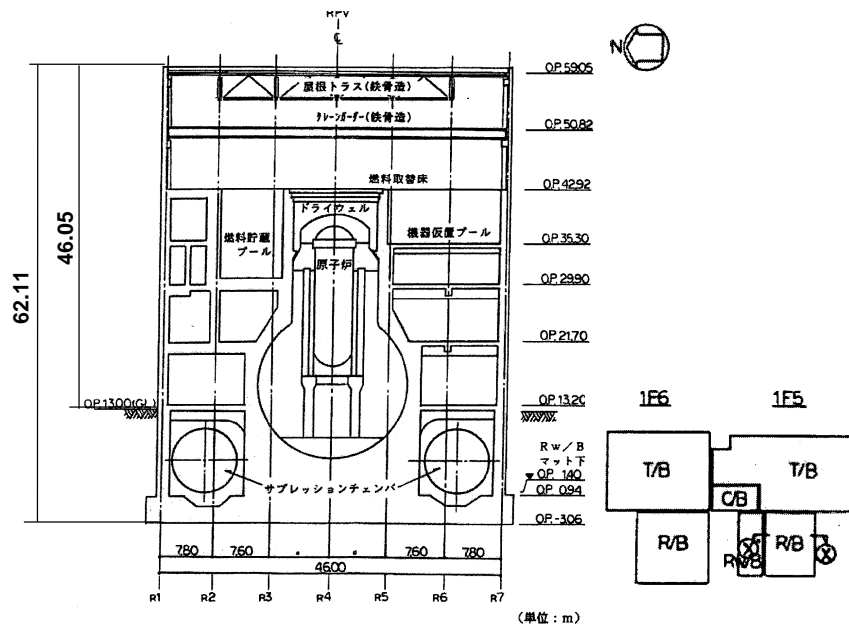 RPV
℄
N
O.P.59.05
屋根トラス(鉄骨造)
クレーンガーダー(鉄骨造)
O.P.50.82
燃料取替床
O.P.42.92
ドライウェル
燃料貯蔵
プール
機器仮置プール
O.P.35.30
原子炉
O.P.29.90
O.P.21.70
46.05
62.11
O.P.13.00(GL)
O.P.13.20
Rw/B
マット下
O.P. 1.40
O.P. 0.94
サプレッションチェンバ
O.P.-3.06
7.80 7.60 7.60 7.80
46.00
R1 R2 R3 R4 R5 R6 R7
(単位:m)
1F6 1F5
T/B T/B
C/B
R/B R/B
Rw/B